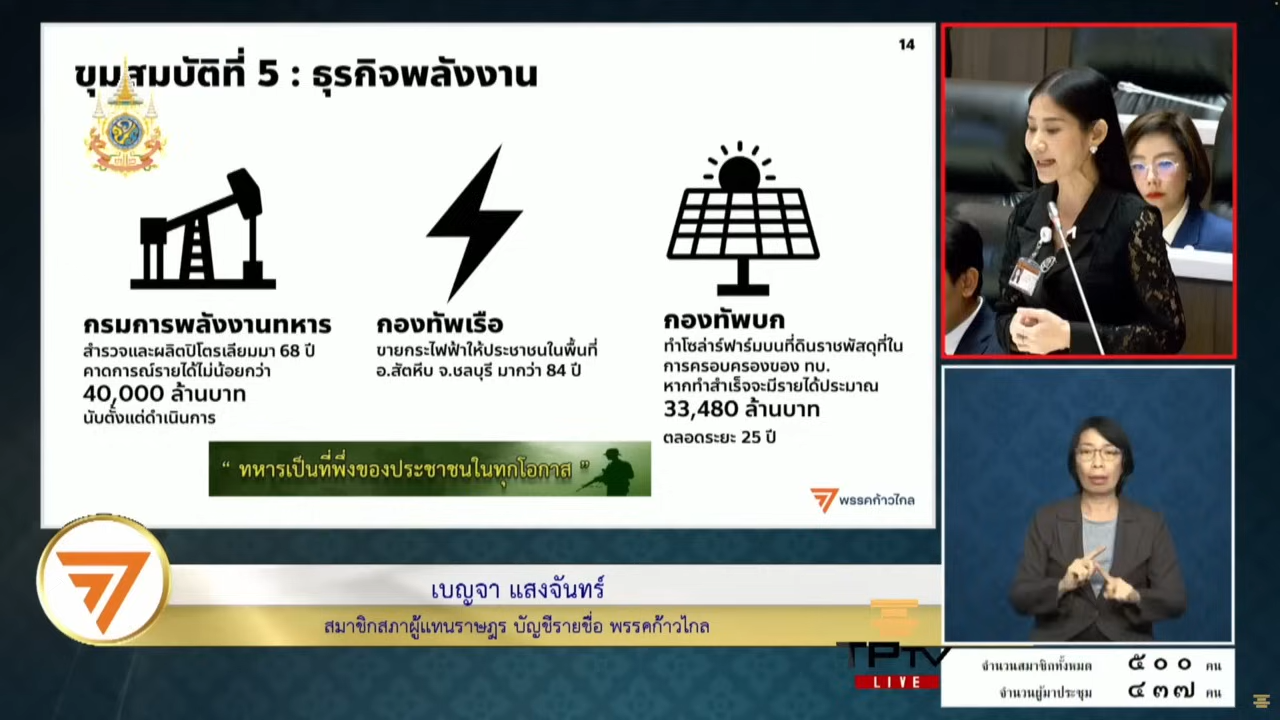 14
ขุมสมบัติที่ 5 : ธุรกิจพลังงาน
กรมการพลังงานทหาร
สำรวจและผลิตปิโตรเลียมมา 68 ปี
คาดการณ์รายได้ไม่น้อยกว่า
40,000 ล้านบาท
นับตั้งแต่ดำเนินการ
กองทัพเรือ
ขายกระไฟฟ้าให้ประชาชนในพื้นที่
อ.สัตหีบ จ.ชลบุรี มากว่า 84 ปี
กองทัพบก
ทำโซล่าร์ฟาร์มบนที่ดินราชพัสดุที่ใน
การครอบครองของ ทบ.
หากทำสำเร็จจะมีรายได้ประมาณ
33,480 ล้านบาท
ตลอดระยะ 25 ปี
“ ทหารเป็นที่พึ่งของประชาชนในทุกโอกาส ”
พรรคก้าวไกล
เบญจา แสงจันทร์
สมาชิกสภาผู้แทนราษฎร บัญชีรายชื่อ พรรคก้าวไกล
TPTV
LIVE
จำนวนสมาชิกทั้งหมด ๕๐๐ คน
จำนวนผู้มาประชุม ๔๓๗ คน